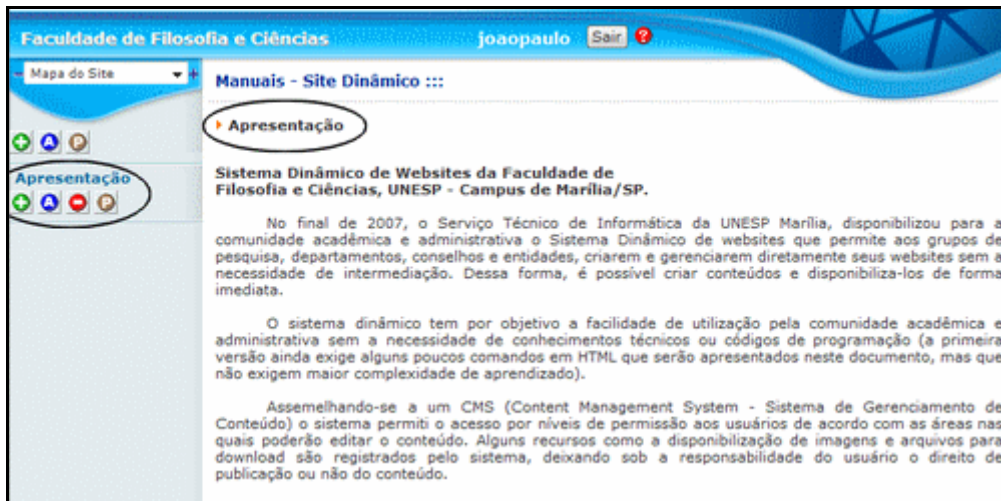 Faculdade de Filosofia e Ciências joaopaulo Sair ?
- Mapa do Site +
Manuais - Site Dinâmico :::
Apresentação
+ A P
Apresentação
+ A - P
Sistema Dinâmico de Websites da Faculdade de
Filosofia e Ciências, UNESP - Campus de Marília/SP.
No final de 2007, o Serviço Técnico de Informática da UNESP Marília, disponibilizou para a
comunidade acadêmica e administrativa o Sistema Dinâmico de websites que permite aos grupos de
pesquisa, departamentos, conselhos e entidades, criarem e gerenciarem diretamente seus websites sem a
necessidade de intermediação. Dessa forma, é possível criar conteúdos e disponibiliza-los de forma
imediata.
O sistema dinâmico tem por objetivo a facilidade de utilização pela comunidade acadêmica e
administrativa sem a necessidade de conhecimentos técnicos ou códigos de programação (a primeira
versão ainda exige alguns poucos comandos em HTML que serão apresentados neste documento, mas que
não exigem maior complexidade de aprendizado).
Assemelhando-se a um CMS (Content Management System - Sistema de Gerenciamento de
Conteúdo) o sistema permiti o acesso por níveis de permissão aos usuários de acordo com as áreas nas
quais poderão editar o conteúdo. Alguns recursos como a disponibilização de imagens e arquivos para
download são registrados pelo sistema, deixando sob a responsabilidade do usuário o direito de
publicação ou não do conteúdo.